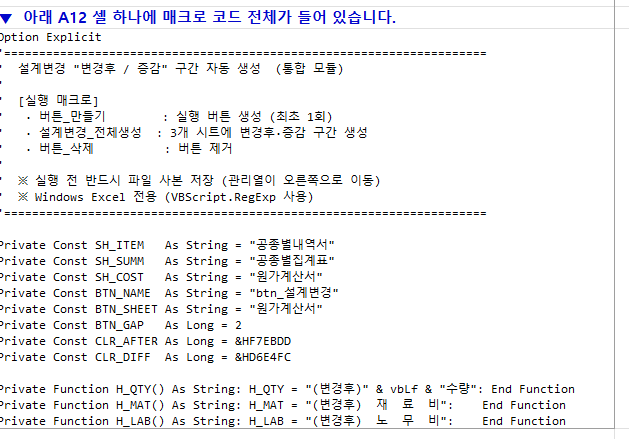 ▼ 아래 A12 셀 하나에 매크로 코드 전체가 들어 있습니다.
Option Explicit
'====================================================================
' 설계변경 "변경후 / 증감" 구간 자동 생성 (통합 모듈)
'
' [실행 매크로]
' · 버튼_만들기 : 실행 버튼 생성 (최초 1회)
' · 설계변경_전체생성 : 3개 시트에 변경후·증감 구간 생성
' · 버튼_삭제 : 버튼 제거
'
' ※ 실행 전 반드시 파일 사본 저장 (관리열이 오른쪽으로 이동)
' ※ Windows Excel 전용 (VBScript.RegExp 사용)
'====================================================================
Private Const SH_ITEM As String = "공종별내역서"
Private Const SH_SUMM As String = "공종별집계표"
Private Const SH_COST As String = "원가계산서"
Private Const BTN_NAME As String = "btn_설계변경"
Private Const BTN_SHEET As String = "원가계산서"
Private Const BTN_GAP As Long = 2
Private Const CLR_AFTER As Long = &HF7EBDD
Private Const CLR_DIFF As Long = &HD6E4FC
Private Function H_QTY() As String: H_QTY = "(변경후)" & vbLf & "수량": End Function
Private Function H_MAT() As String: H_MAT = "(변경후) 재 료 비": End Function
Private Function H_LAB() As String: H_LAB = "(변경후) 노 무 비": End Function